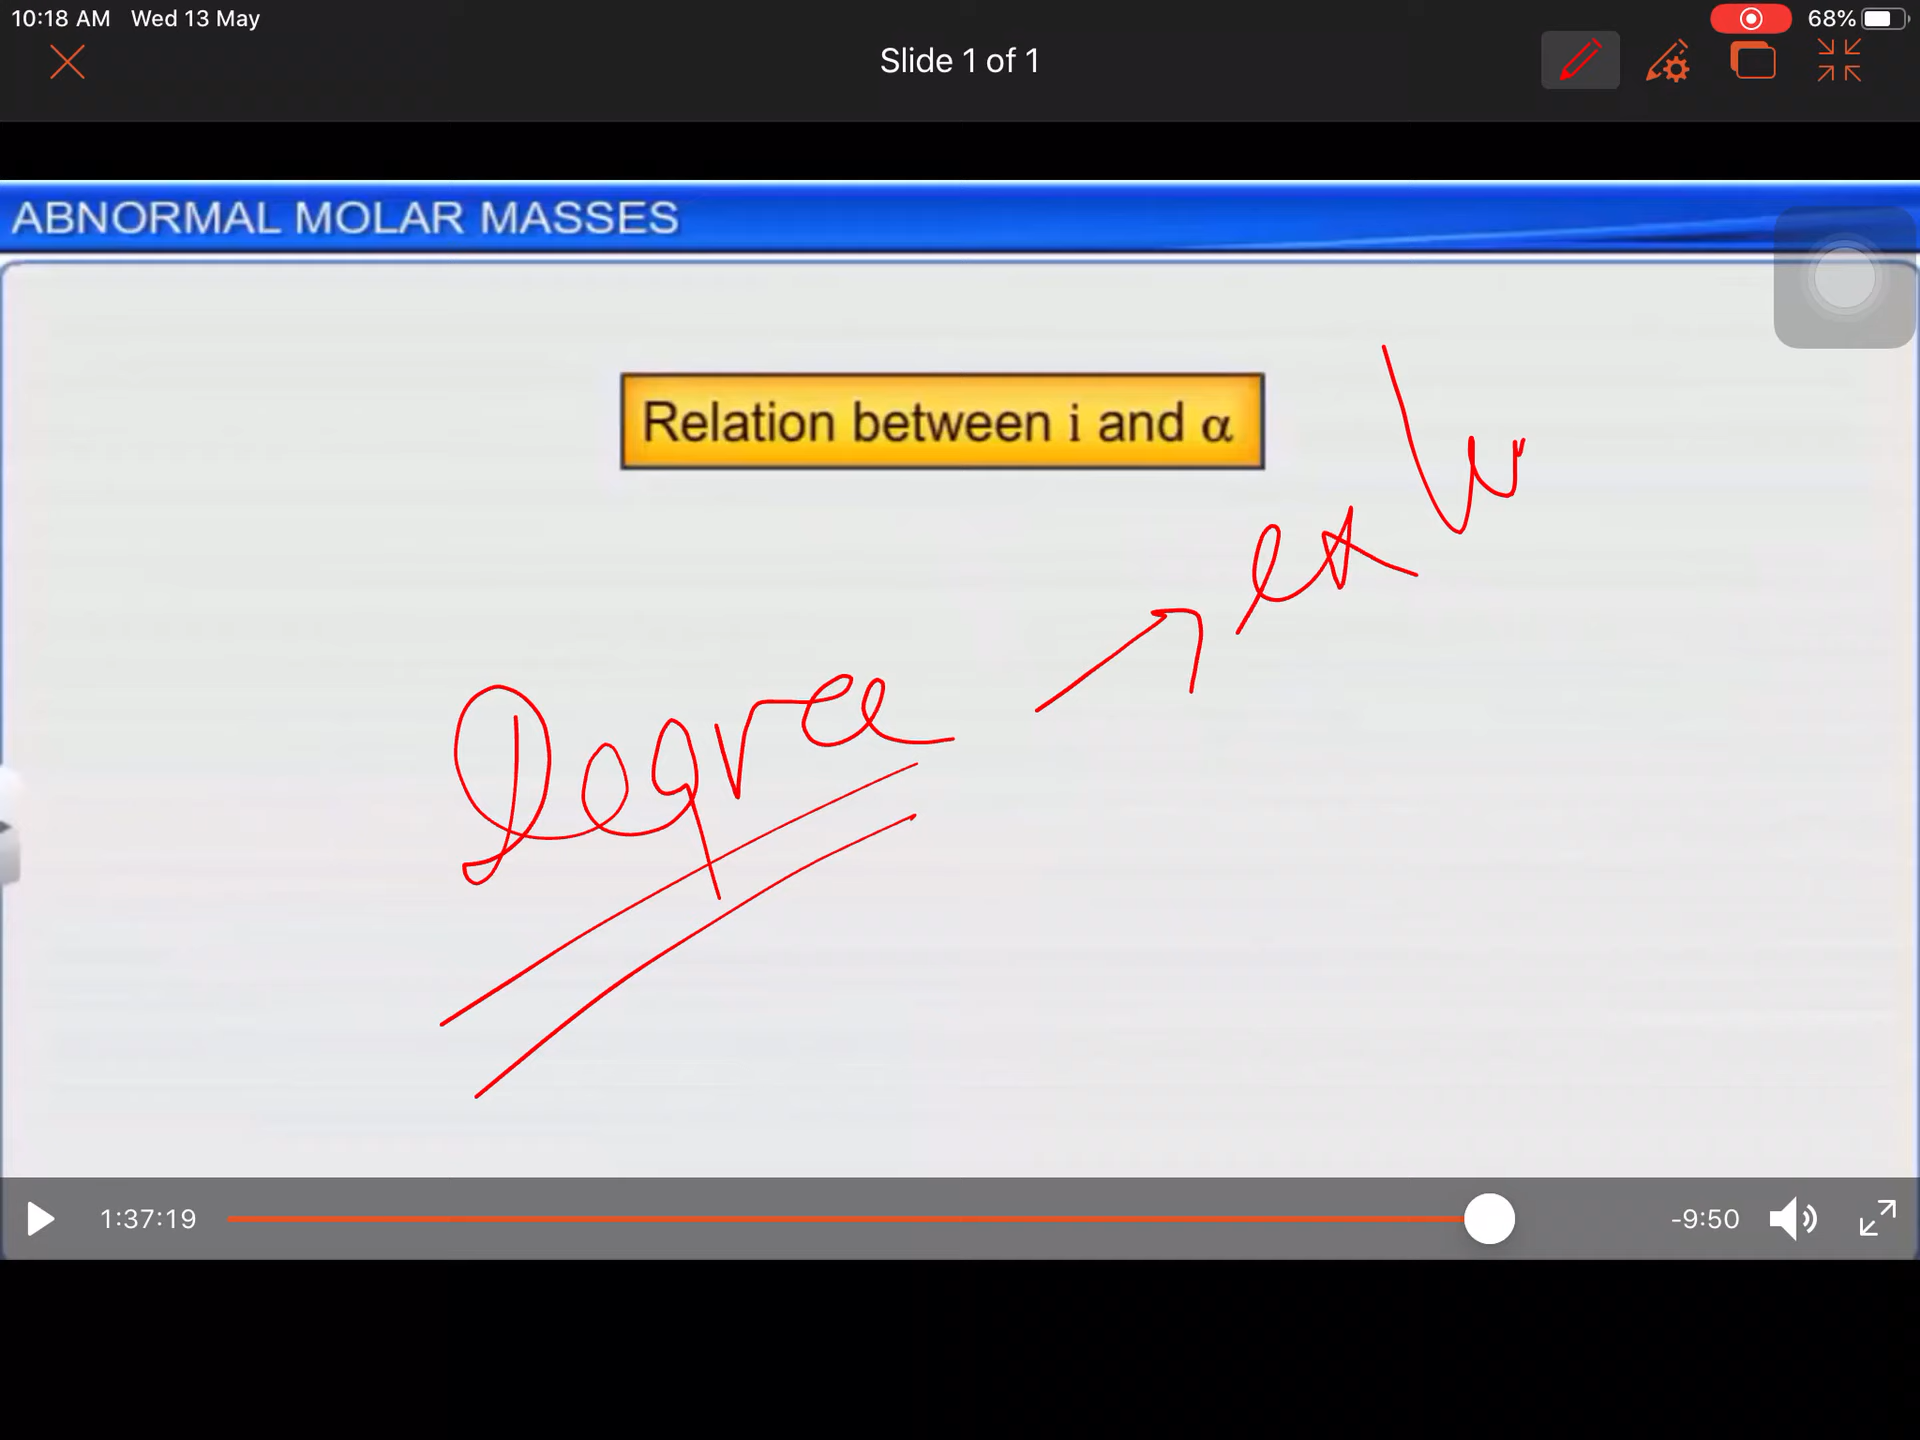 10:18 AM Wed 13 May
68%
Slide 1 of 1
ABNORMAL MOLAR MASSES
Relation between i and α
Degree
1:37:19
-9:50